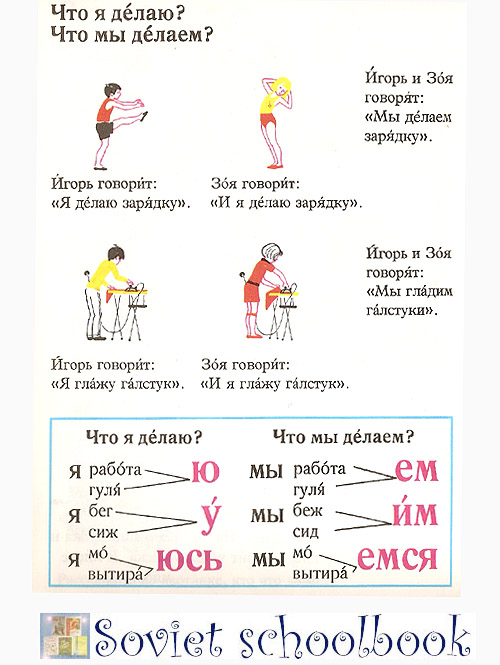 Что я де́лаю?
Что мы де́лаем?
И́горь и Зо́я
говоря́т:
«Мы де́лаем
заря́дку».
И́горь говори́т:
«Я де́лаю заря́дку».
Зо́я говори́т:
«И я де́лаю заря́дку».
И́горь и Зо́я
говоря́т:
«Мы гла́дим
га́лстуки».
И́горь говори́т:
«Я гла́жу га́лстук».
Зо́я говори́т:
«И я гла́жу га́лстук».
Что я де́лаю?
я рабо́та ю
гуля́
я бег у́
сиж
я мо́ юсь
вытира́
Что мы де́лаем?
мы рабо́та ем
гуля́
мы беж и́м
сид
мы мо́ емся
вытира́
Soviet schoolbook